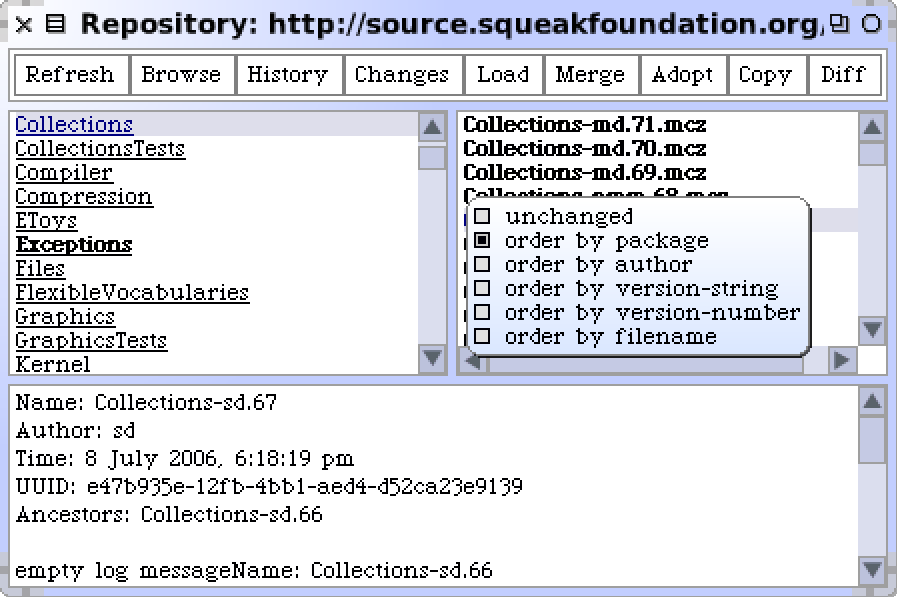 Repository: http://source.squeakfoundation.org/
Refresh Browse History Changes Load Merge Adopt Copy Diff
Collections
CollectionsTests
Compiler
Compression
EToys
Exceptions
Files
FlexibleVocabularies
Graphics
GraphicsTests
Kernel
Collections-md.71.mcz
Collections-md.70.mcz
Collections-md.69.mcz
unchanged
order by package
order by author
order by version-string
order by version-number
order by filename
Name: Collections-sd.67
Author: sd
Time: 8 July 2006, 6:18:19 pm
UUID: e47b935e-12fb-4bb1-aed4-d52ca23e9139
Ancestors: Collections-sd.66
empty log messageName: Collections-sd.66